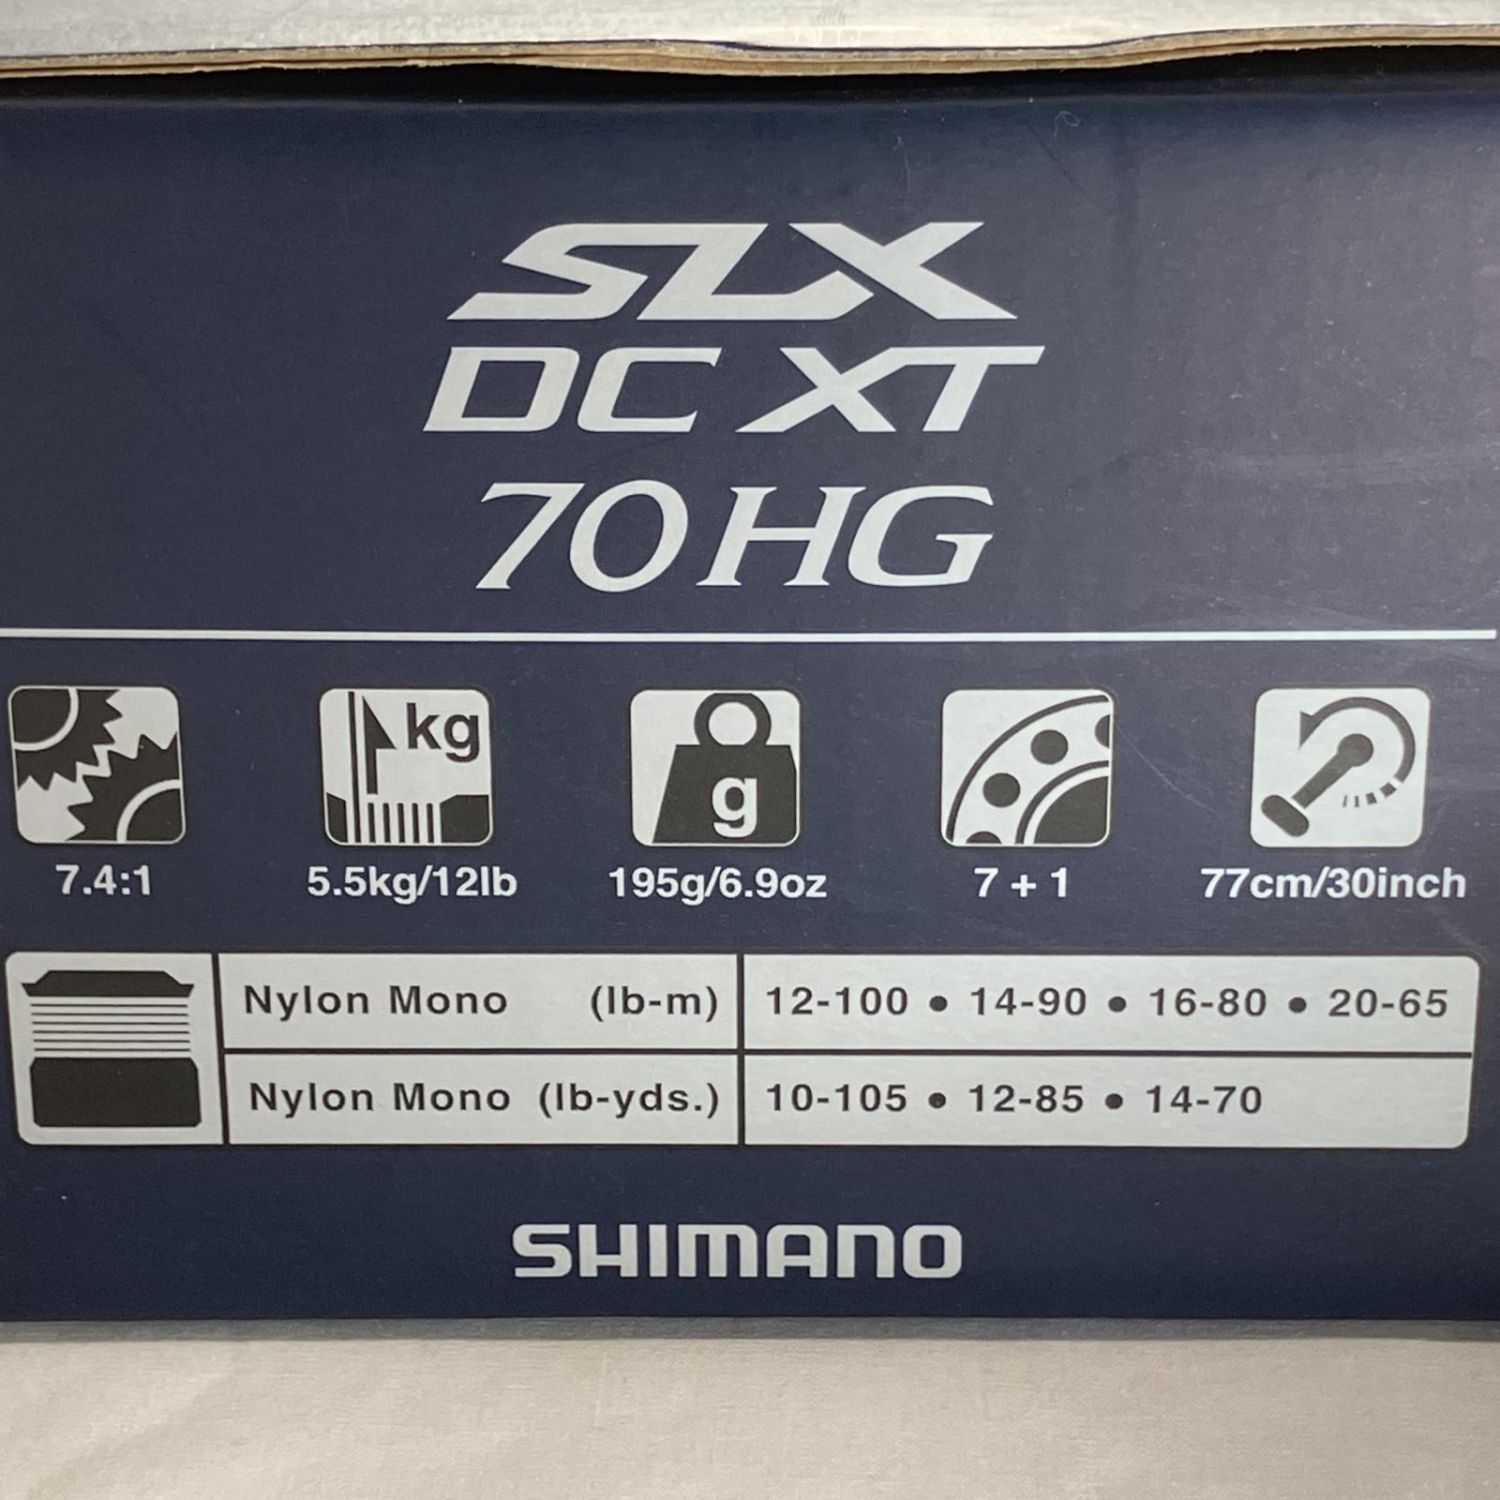 SLX
DC XT
70HG
kg
g
7.4:1 5.5kg/12lb 195g/6.9oz 7+1 77cm/30inch
Nylon Mono (lb-m) 12-100 • 14-90 • 16-80 • 20-65
Nylon Mono (lb-yds.) 10-105 • 12-85 • 14-70
SHIMANO